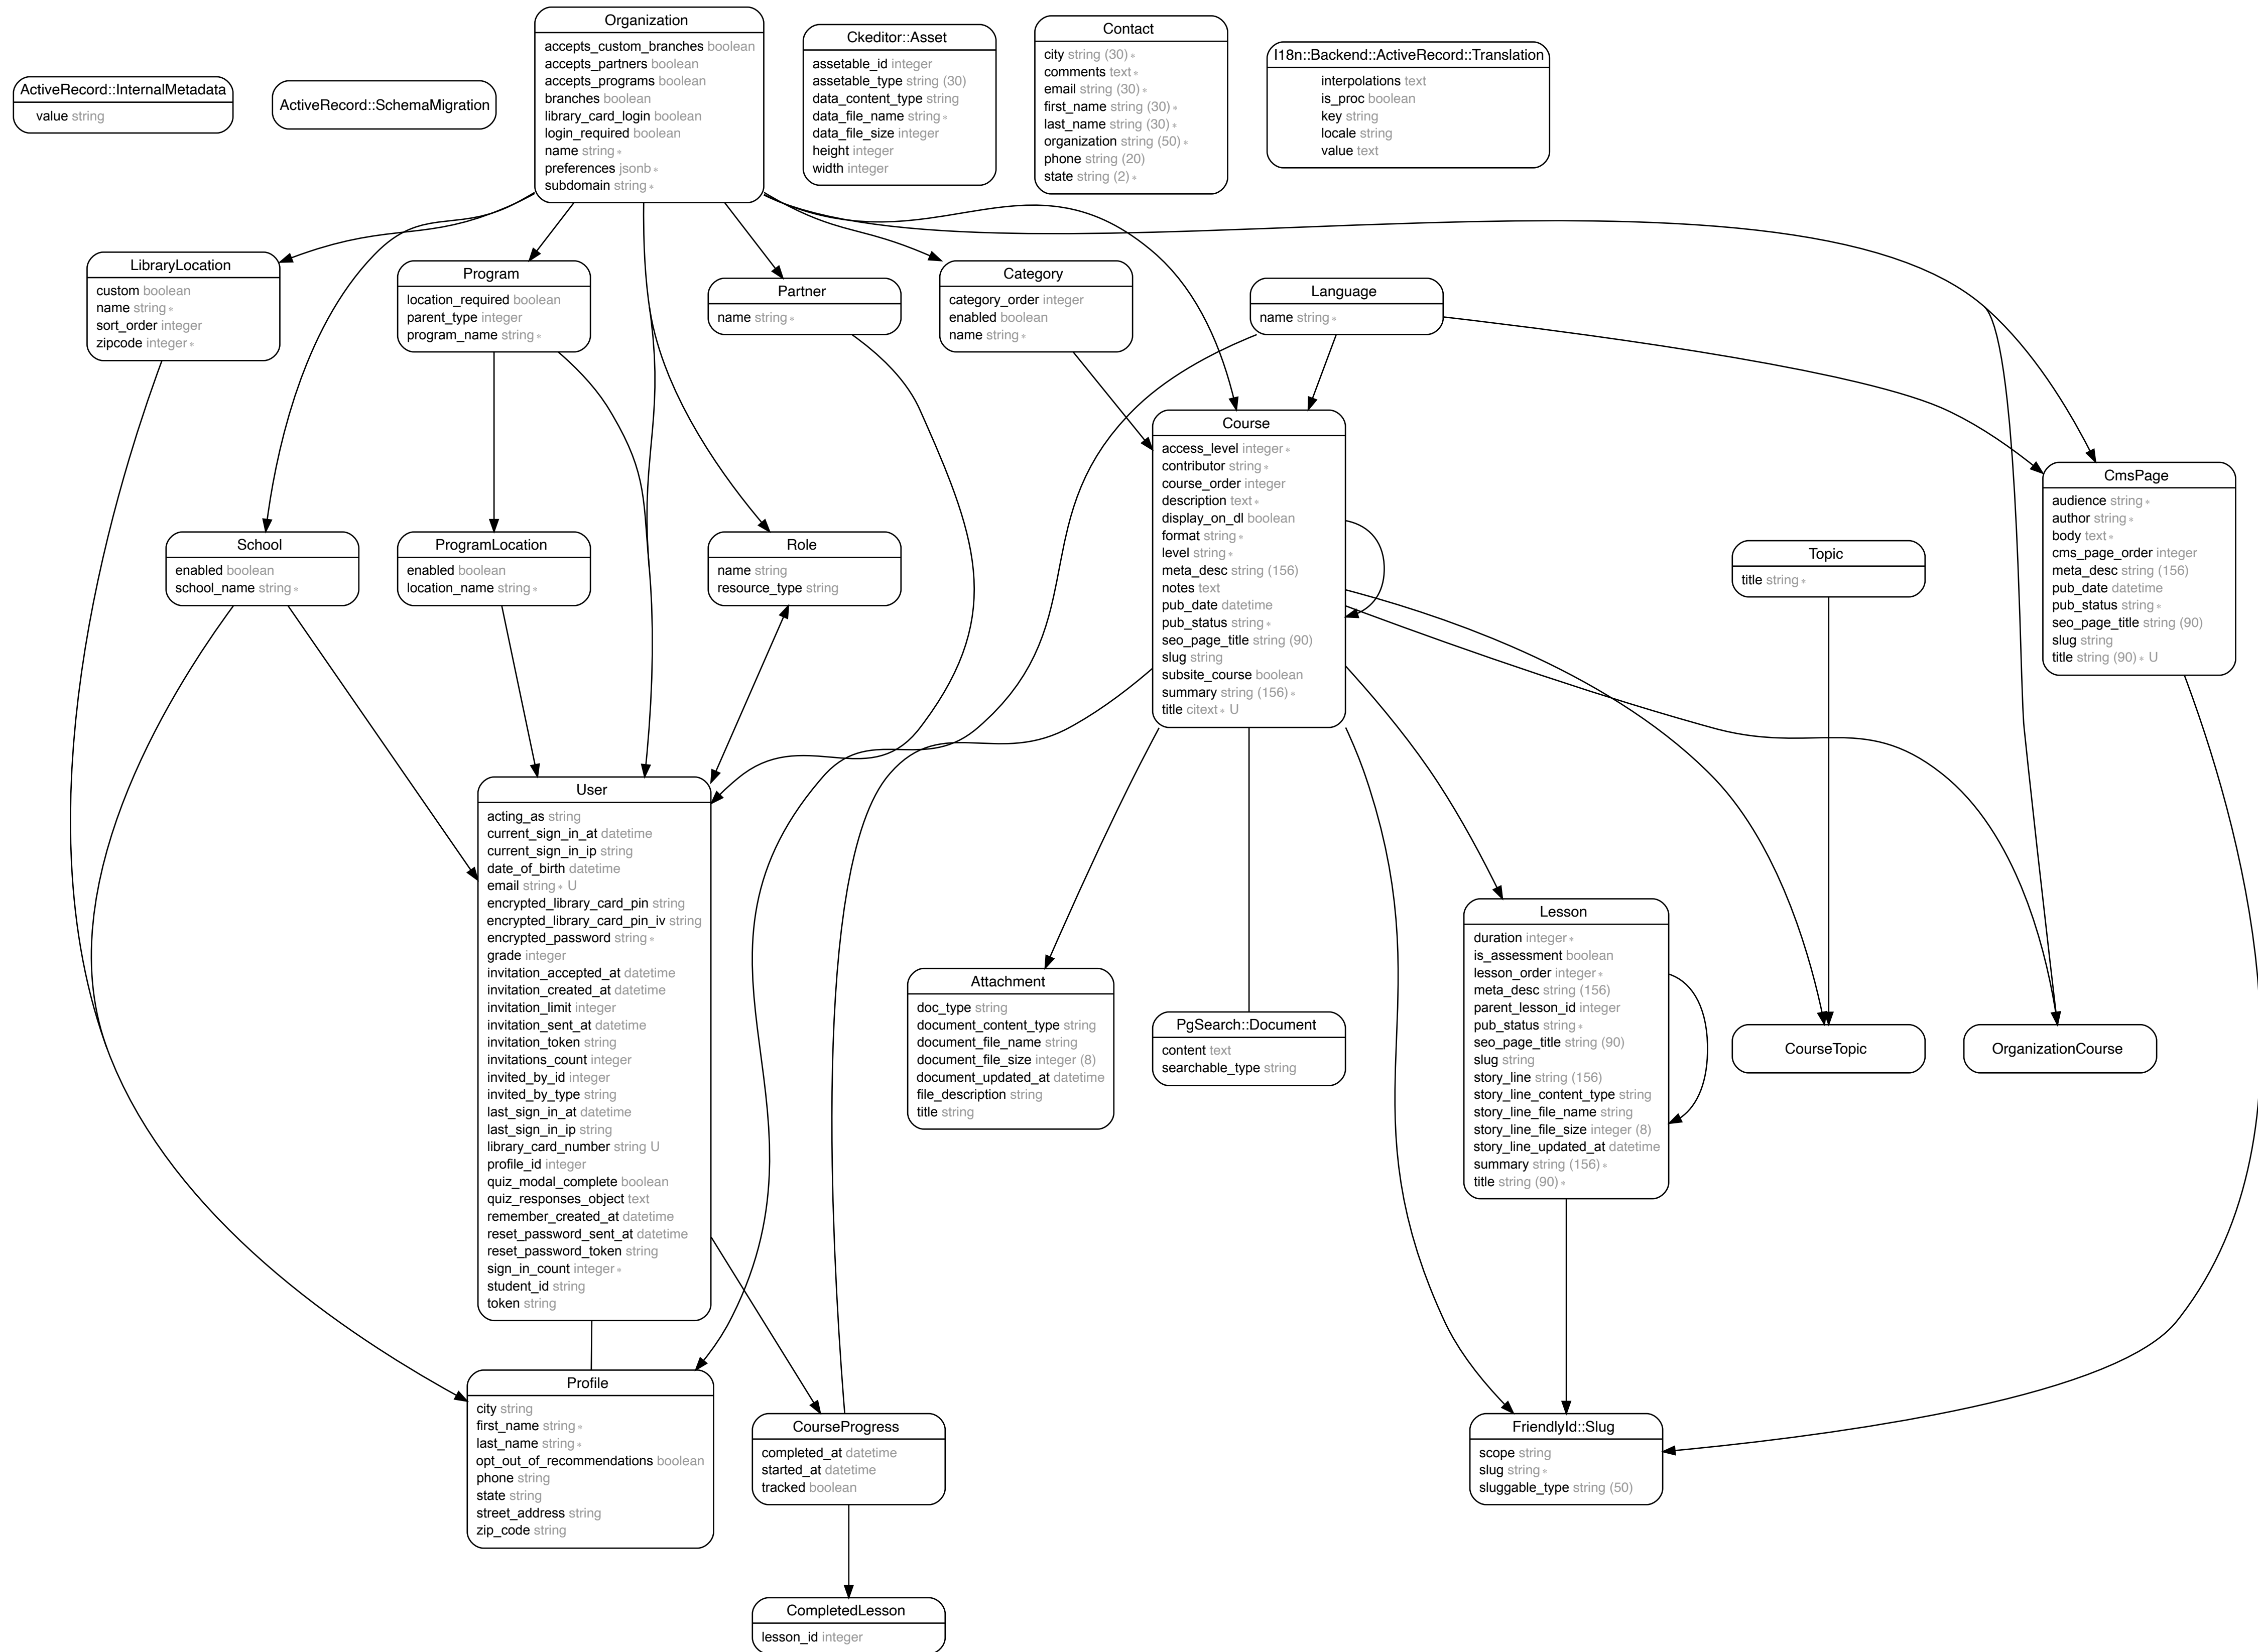 Organization
accepts_custom_branches boolean
accepts_partners boolean
accepts_programs boolean
branches boolean
library_card_login boolean
login_required boolean
name string *
preferences jsonb *
subdomain string *
Ckeditor::Asset
assetable_id integer
assetable_type string (30)
data_content_type string
data_file_name string *
data_file_size integer
height integer
width integer
Contact
city string (30) *
comments text *
email string (30) *
first_name string (30) *
last_name string (30) *
organization string (50) *
phone string (20)
state string (2) *
I18n::Backend::ActiveRecord::Translation
interpolations text
is_proc boolean
key string
locale string
value text
ActiveRecord::InternalMetadata
value string
ActiveRecord::SchemaMigration
LibraryLocation
custom boolean
name string *
sort_order integer
zipcode integer *
Program
location_required boolean
parent_type integer
program_name string *
Partner
name string *
Category
category_order integer
enabled boolean
name string *
Language
name string *
Course
access_level integer *
contributor string *
course_order integer
description text *
display_on_dl boolean
format string *
level string *
meta_desc string (156)
notes text
pub_date datetime
pub_status string *
seo_page_title string (90)
slug string
subsite_course boolean
summary string (156) *
title citext * U
CmsPage
audience string *
author string *
body text *
cms_page_order integer
meta_desc string (156)
pub_date datetime
pub_status string *
seo_page_title string (90)
slug string
title string (90) * U
School
enabled boolean
school_name string *
ProgramLocation
enabled boolean
location_name string *
Role
name string
resource_type string
Topic
title string *
User
acting_as string
current_sign_in_at datetime
current_sign_in_ip string
date_of_birth datetime
email string * U
encrypted_library_card_pin string
encrypted_library_card_pin_iv string
encrypted_password string *
grade integer
invitation_accepted_at datetime
invitation_created_at datetime
invitation_limit integer
invitation_sent_at datetime
invitation_token string
invitations_count integer
invited_by_id integer
invited_by_type string
last_sign_in_at datetime
last_sign_in_ip string
library_card_number string U
profile_id integer
quiz_modal_complete boolean
quiz_responses_object text
remember_created_at datetime
reset_password_sent_at datetime
reset_password_token string
sign_in_count integer *
student_id string
token string
Lesson
duration integer *
is_assessment boolean
lesson_order integer *
meta_desc string (156)
parent_lesson_id integer
pub_status string *
seo_page_title string (90)
slug string
story_line string (156)
story_line_content_type string
story_line_file_name string
story_line_file_size integer (8)
story_line_updated_at datetime
summary string (156) *
title string (90) *
Attachment
doc_type string
document_content_type string
document_file_name string
document_file_size integer (8)
document_updated_at datetime
file_description string
title string
PgSearch::Document
content text
searchable_type string
CourseTopic
OrganizationCourse
Profile
city string
first_name string *
last_name string *
opt_out_of_recommendations boolean
phone string
state string
street_address string
zip_code string
CourseProgress
completed_at datetime
started_at datetime
tracked boolean
FriendlyId::Slug
scope string
slug string *
sluggable_type string (50)
CompletedLesson
lesson_id integer